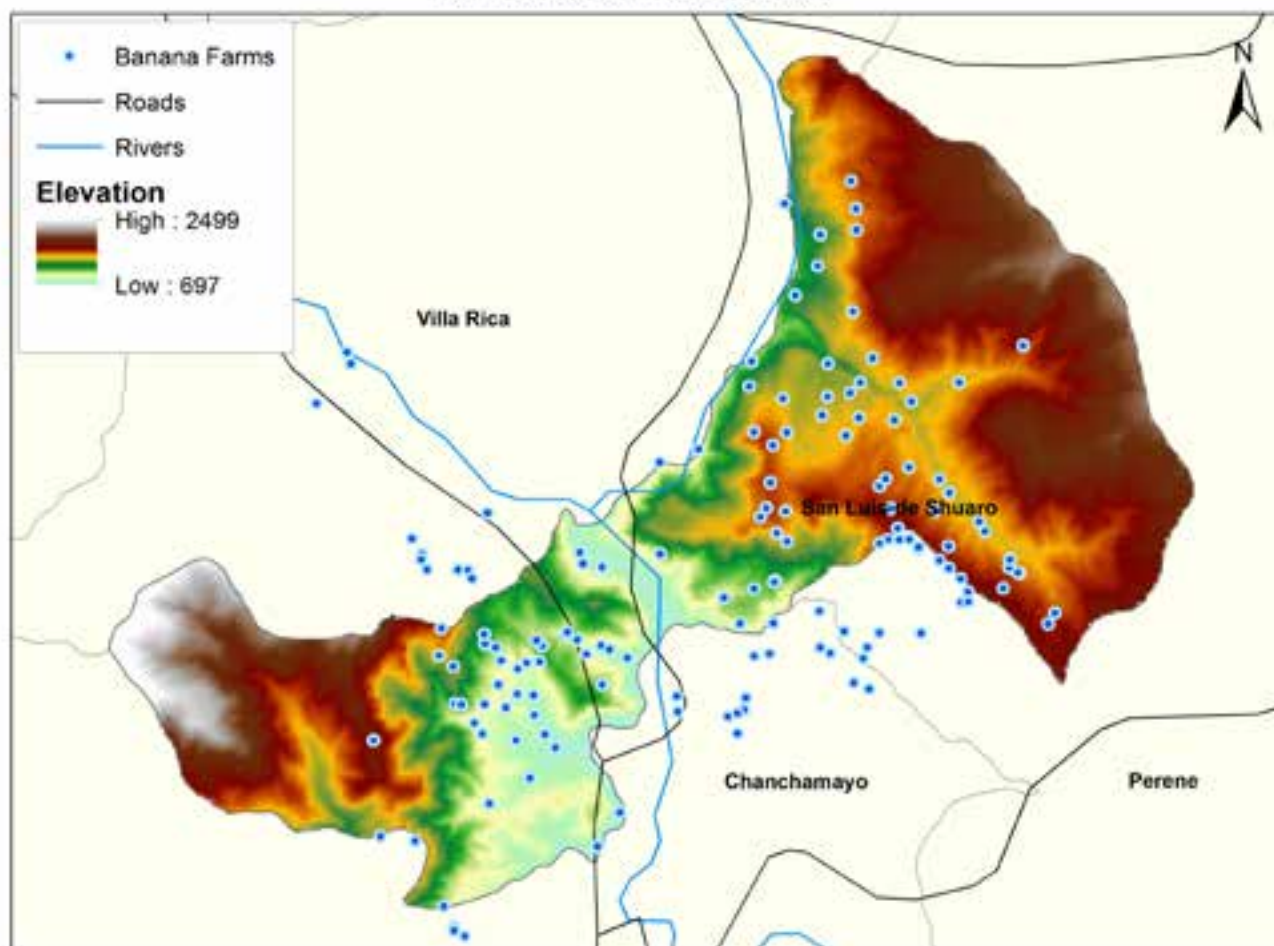 Banana Farms
Roads
Rivers
Elevation
High : 2499
Low : 697
N
Villa Rica
San Luis de Shuaro
Chanchamayo
Perene